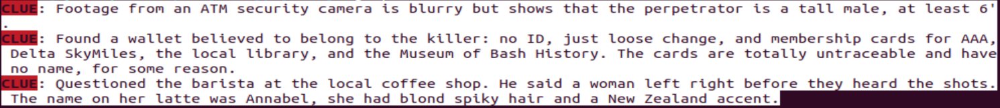 CLUE: Footage from an ATM security camera is blurry but shows that the perpetrator is a tall male, at least 6'
.
CLUE: Found a wallet believed to belong to the killer: no ID, just loose change, and membership cards for AAA,
Delta SkyMiles, the local library, and the Museum of Bash History. The cards are totally untraceable and have
no name, for some reason.
CLUE: Questioned the barista at the local coffee shop. He said a woman left right before they heard the shots.
The name on her latte was Annabel, she had blond spiky hair and a New Zealand accent.